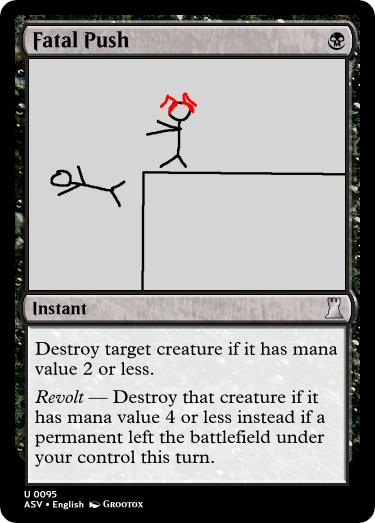 Fatal Push
Instant
Destroy target creature if it has mana
value 2 or less.
Revolt — Destroy that creature if it
has mana value 4 or less instead if a
permanent left the battlefield under
your control this turn.
U 0095
ASV • English Grootox